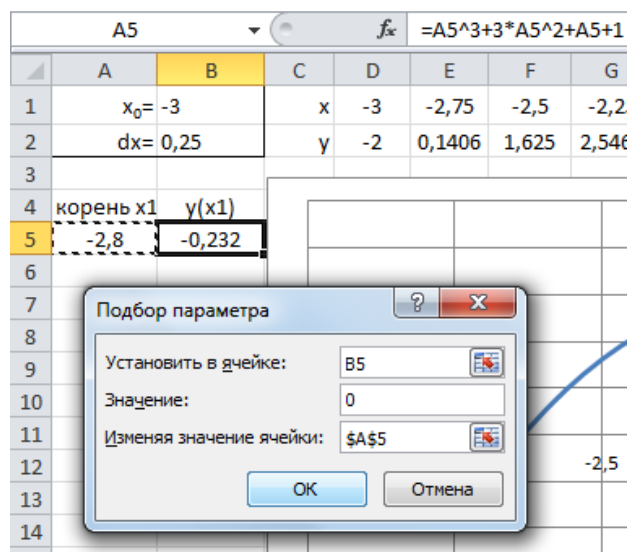 A5 fx =A5^3+3*A5^2+A5+1
A B C D E F G
1 x₀= -3 x -3 -2,75 -2,5
2 dx= 0,25 y -2 0,1406 1,625 2,546
3
4 корень x1 y(x1)
5 -2,8 -0,232
6
7
8
9
10
11
12
13
14
Подбор параметра
Установить в ячейке: B5
Значение: 0
Изменяя значение ячейки: $A$5
ОК Отмена
-2,5